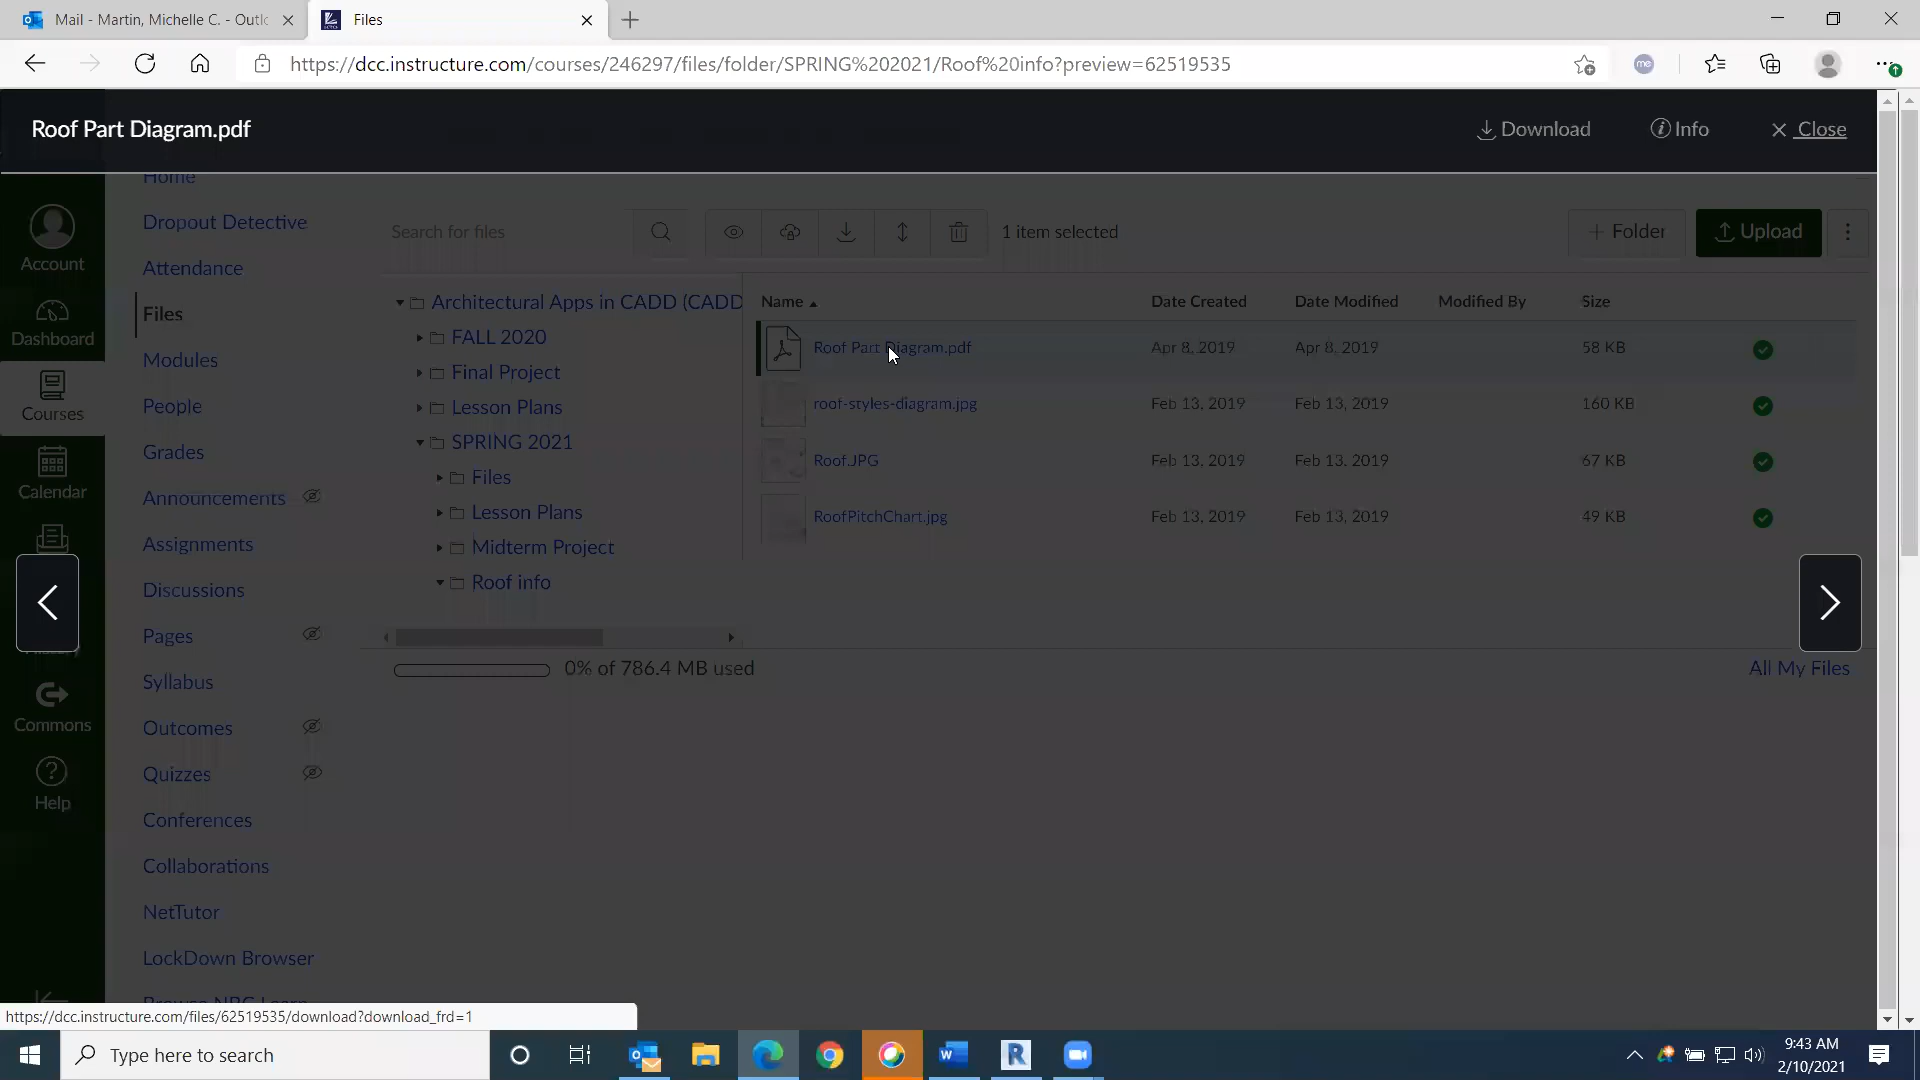 Mail - Martin, Michelle C. - Outlo
Files
https://dcc.instructure.com/courses/246297/files/folder/SPRING%202021/Roof%20info?preview=62519535
me
Roof Part Diagram.pdf
Download
Info
Close
Home
Account
Dashboard
Courses
Calendar
Commons
Help
Dropout Detective
Attendance
Files
Modules
People
Grades
Announcements
Assignments
Discussions
Pages
Syllabus
Outcomes
Quizzes
Conferences
Collaborations
NetTutor
LockDown Browser
Search for files
1 item selected
+ Folder
Upload
Architectural Apps in CADD (CADD
FALL 2020
Final Project
Lesson Plans
SPRING 2021
Files
Lesson Plans
Midterm Project
Roof info
Name Date Created Date Modified Modified By Size
Roof Part Diagram.pdf Apr 8, 2019 Apr 8, 2019 58 KB
roof-styles-diagram.jpg Feb 13, 2019 Feb 13, 2019 160 KB
Roof.JPG Feb 13, 2019 Feb 13, 2019 67 KB
RoofPitchChart.jpg Feb 13, 2019 Feb 13, 2019 49 KB
0% of 786.4 MB used
All My Files
https://dcc.instructure.com/files/62519535/download?download_frd=1
Type here to search
9:43 AM
2/10/2021